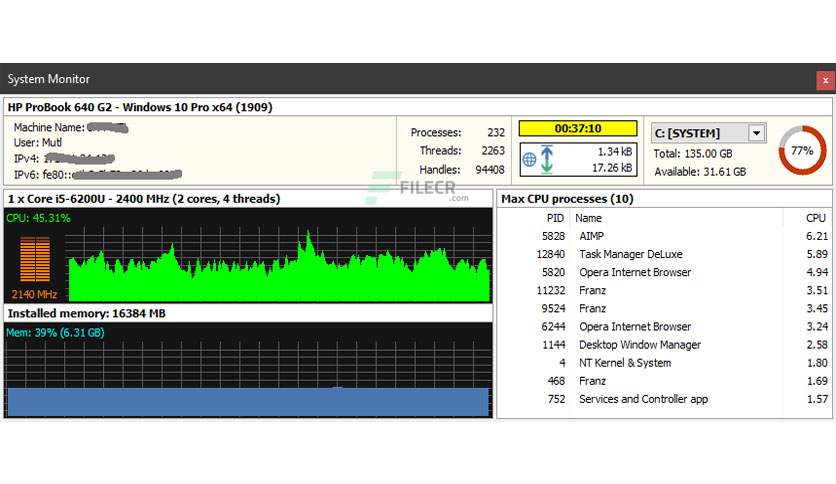 System Monitor
x
HP ProBook 640 G2 - Windows 10 Pro x64 (1909)
Machine Name:
User: Mutl
IPv4:
IPv6: fe80::
Processes: 232
Threads: 2263
Handles: 94408
00:37:10
1.34 kB
17.26 kB
C: [SYSTEM]
Total: 135.00 GB
Available: 31.61 GB
77%
FILECR
.com
1 x Core i5-6200U - 2400 MHz (2 cores, 4 threads)
CPU: 45.31%
2140 MHz
Installed memory: 16384 MB
Mem: 39% (6.31 GB)
Max CPU processes (10)
PID Name CPU
5828 AIMP 6.21
12840 Task Manager DeLuxe 5.89
5820 Opera Internet Browser 4.94
11232 Franz 3.51
9524 Franz 3.45
6244 Opera Internet Browser 3.24
1144 Desktop Window Manager 2.58
4 NT Kernel & System 1.80
468 Franz 1.69
752 Services and Controller app 1.57